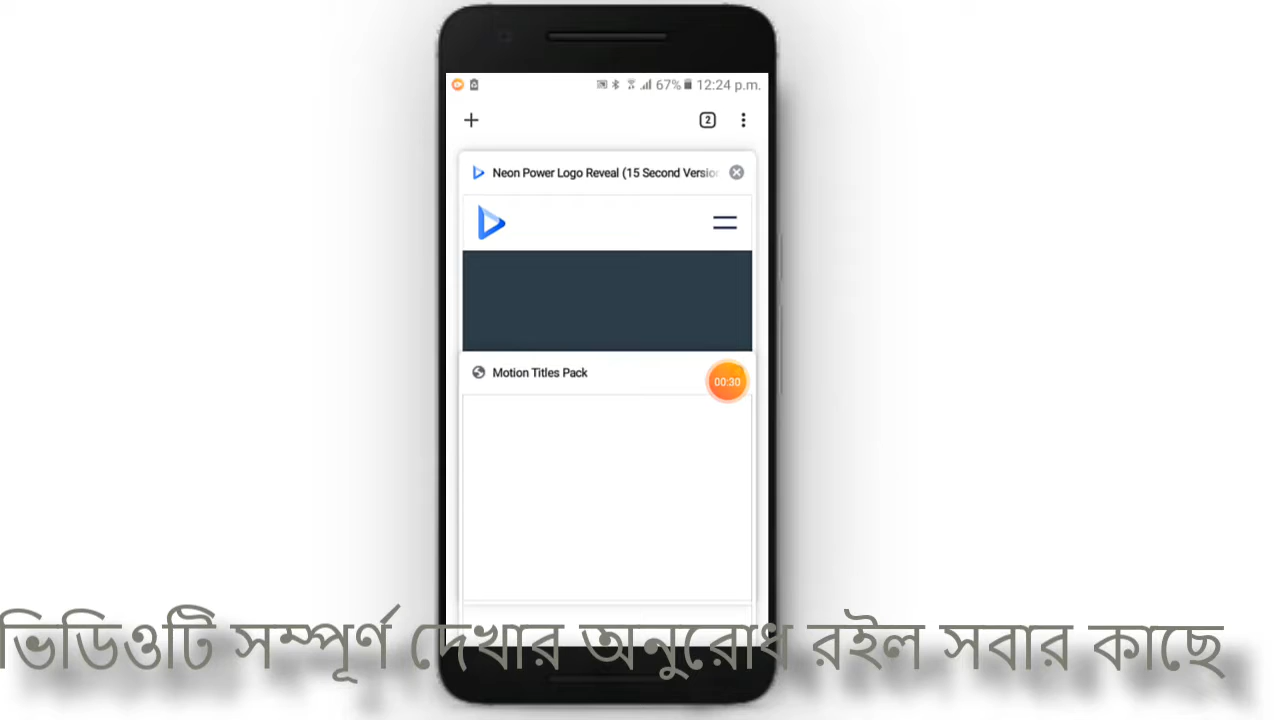 67% 12:24 p.m.
2
Neon Power Logo Reveal (15 Second Versio
Motion Titles Pack
00:30
ভিডিওটি সম্পূর্ণ দেখার অনুরোধ রইল সবার কাছে